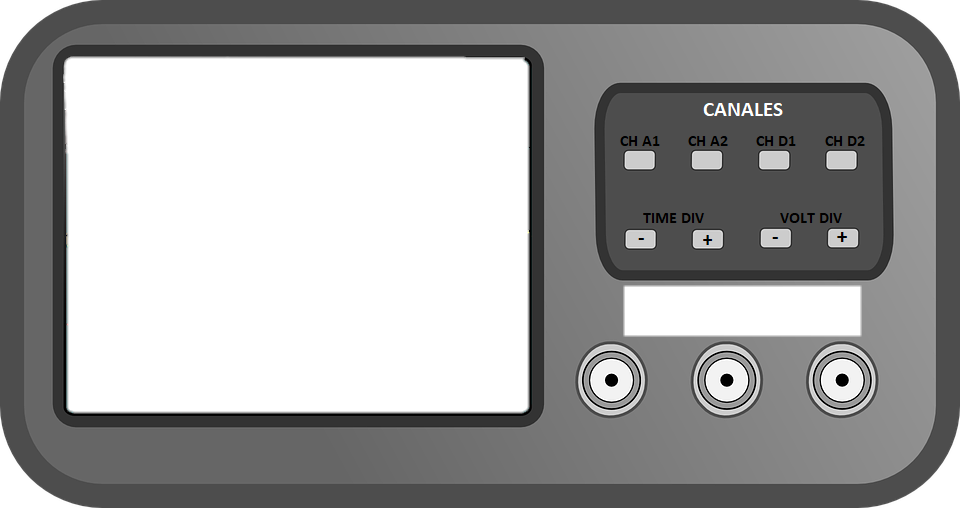 CANALES
CH A1 CH A2 CH D1 CH D2
TIME DIV VOLT DIV
- + - +